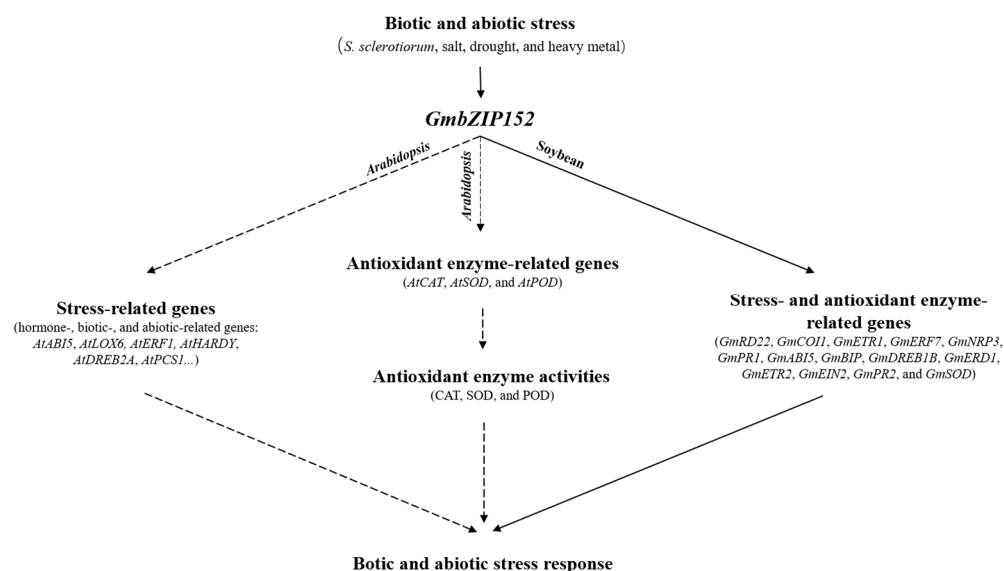 Biotic and abiotic stress
(S. sclerotiorum, salt, drought, and heavy metal)
GmbZIP152
Arabidopsis
Arabidopsis
Soybean
Stress-related genes
(hormone-, biotic-, and abiotic-related genes:
AtABI5, AtLOX6, AtERF1, AtHARDY,
AtDREB2A, AtPCS1...)
Antioxidant enzyme-related genes
(AtCAT, AtSOD, and AtPOD)
Antioxidant enzyme activities
(CAT, SOD, and POD)
Stress- and antioxidant enzyme-
related genes
(GmRD22, GmCOI1, GmETR1, GmERF7, GmNRP3,
GmPR1, GmABI5, GmBIP, GmDREB1B, GmERD1,
GmETR2, GmEIN2, GmPR2, and GmSOD)
Botic and abiotic stress response